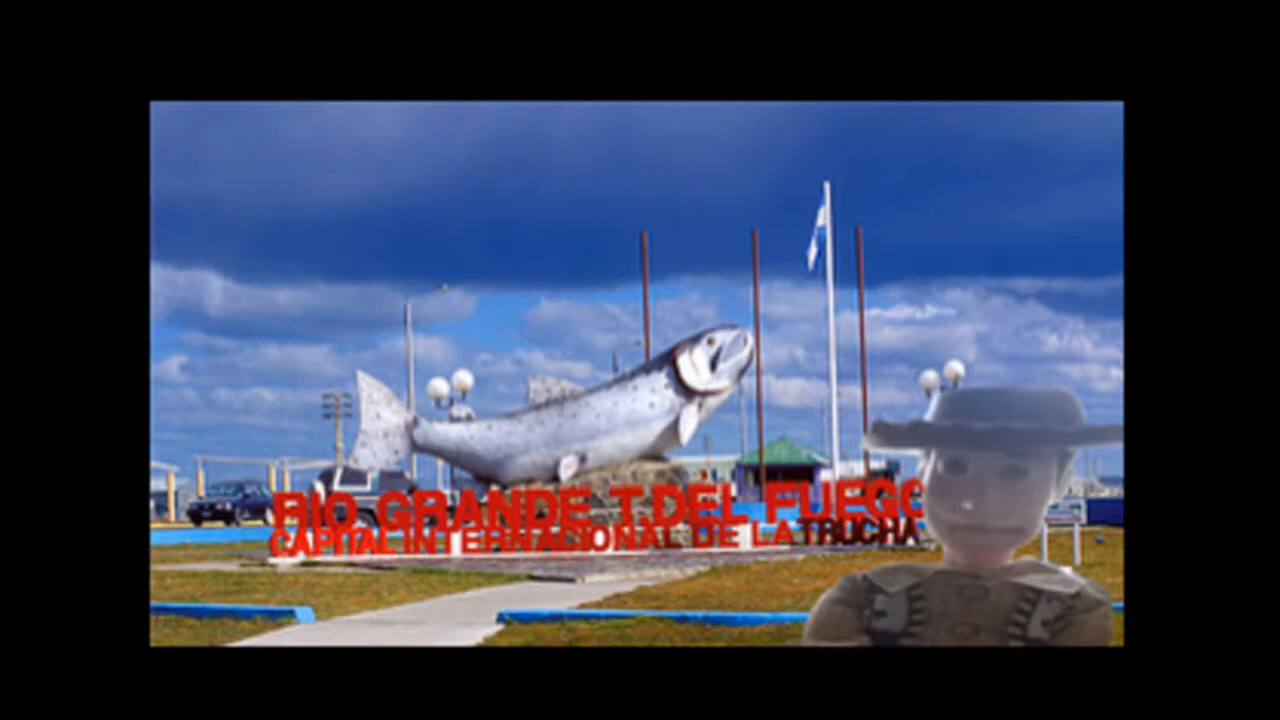 RIO GRANDE T.DEL FUEGO
CAPITAL INTERNACIONAL DE LA TRUCHA